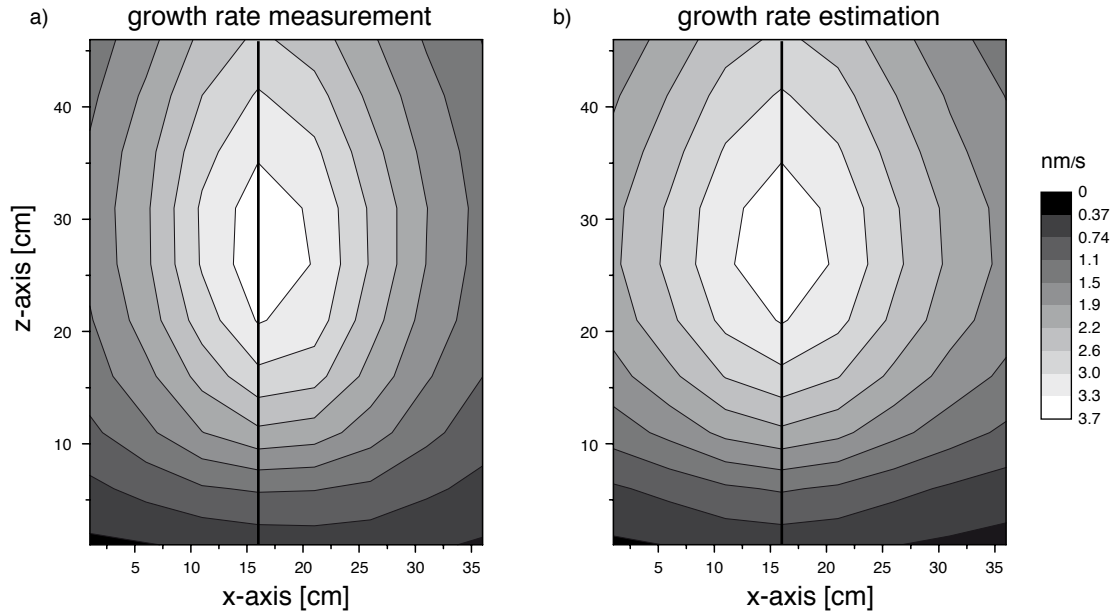 a) growth rate measurement
b) growth rate estimation
z-axis [cm]
40
30
20
10
5 10 15 20 25 30 35
x-axis [cm]
40
30
20
10
5 10 15 20 25 30 35
x-axis [cm]
nm/s
0
0.37
0.74
1.1
1.5
1.9
2.2
2.6
3.0
3.3
3.7